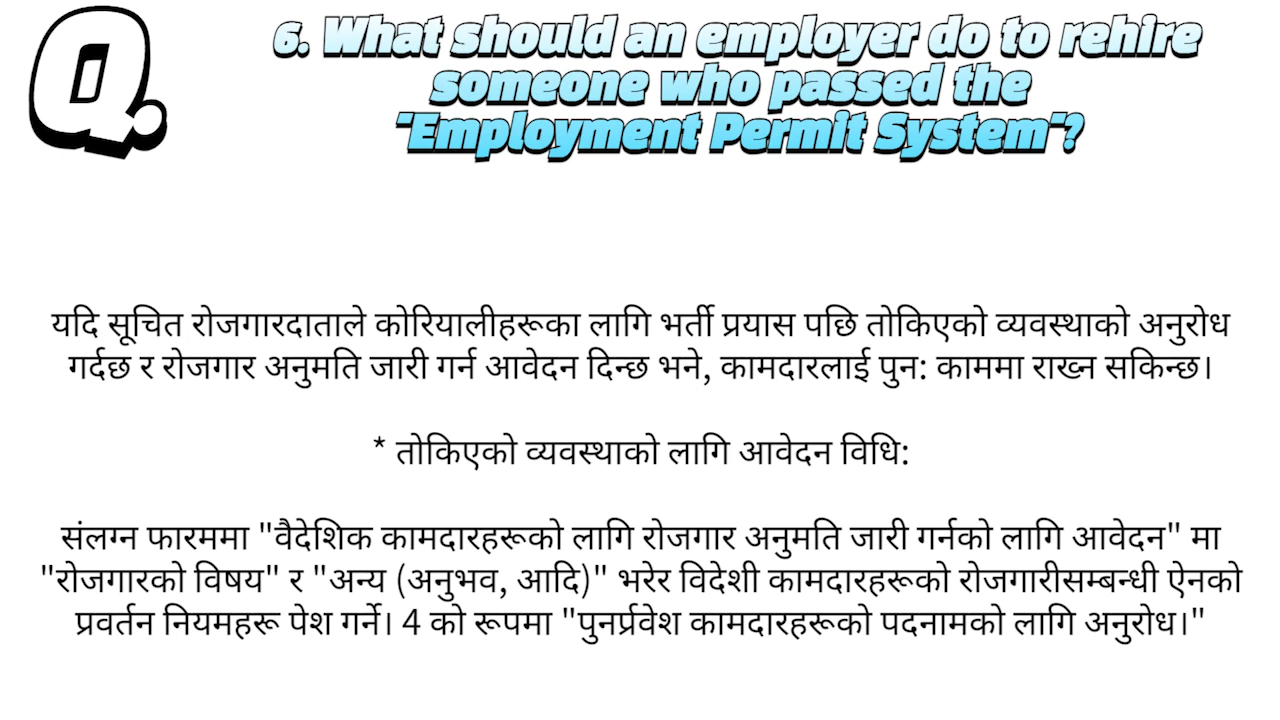 Q.
6. What should an employer do to rehire
someone who passed the
"Employment Permit System"?
यदि सूचित रोजगारदाताले कोरियालीहरूका लागि भर्ती प्रयास पछि तोकिएको व्यवस्थाको अनुरोध
गर्दछ र रोजगार अनुमति जारी गर्न आवेदन दिन्छ भने, कामदारलाई पुन: काममा राख्न सकिन्छ।
* तोकिएको व्यवस्थाको लागि आवेदन विधि:
संलग्न फारममा "वैदेशिक कामदारहरूको लागि रोजगार अनुमति जारी गर्नको लागि आवेदन" मा
"रोजगारको विषय" र "अन्य (अनुभव, आदि)" भरेर विदेशी कामदारहरूको रोजगारीसम्बन्धी ऐनको
प्रवर्तन नियमहरू पेश गर्ने। 4 को रूपमा "पुनर्प्रवेश कामदारहरूको पदनामको लागि अनुरोध।"